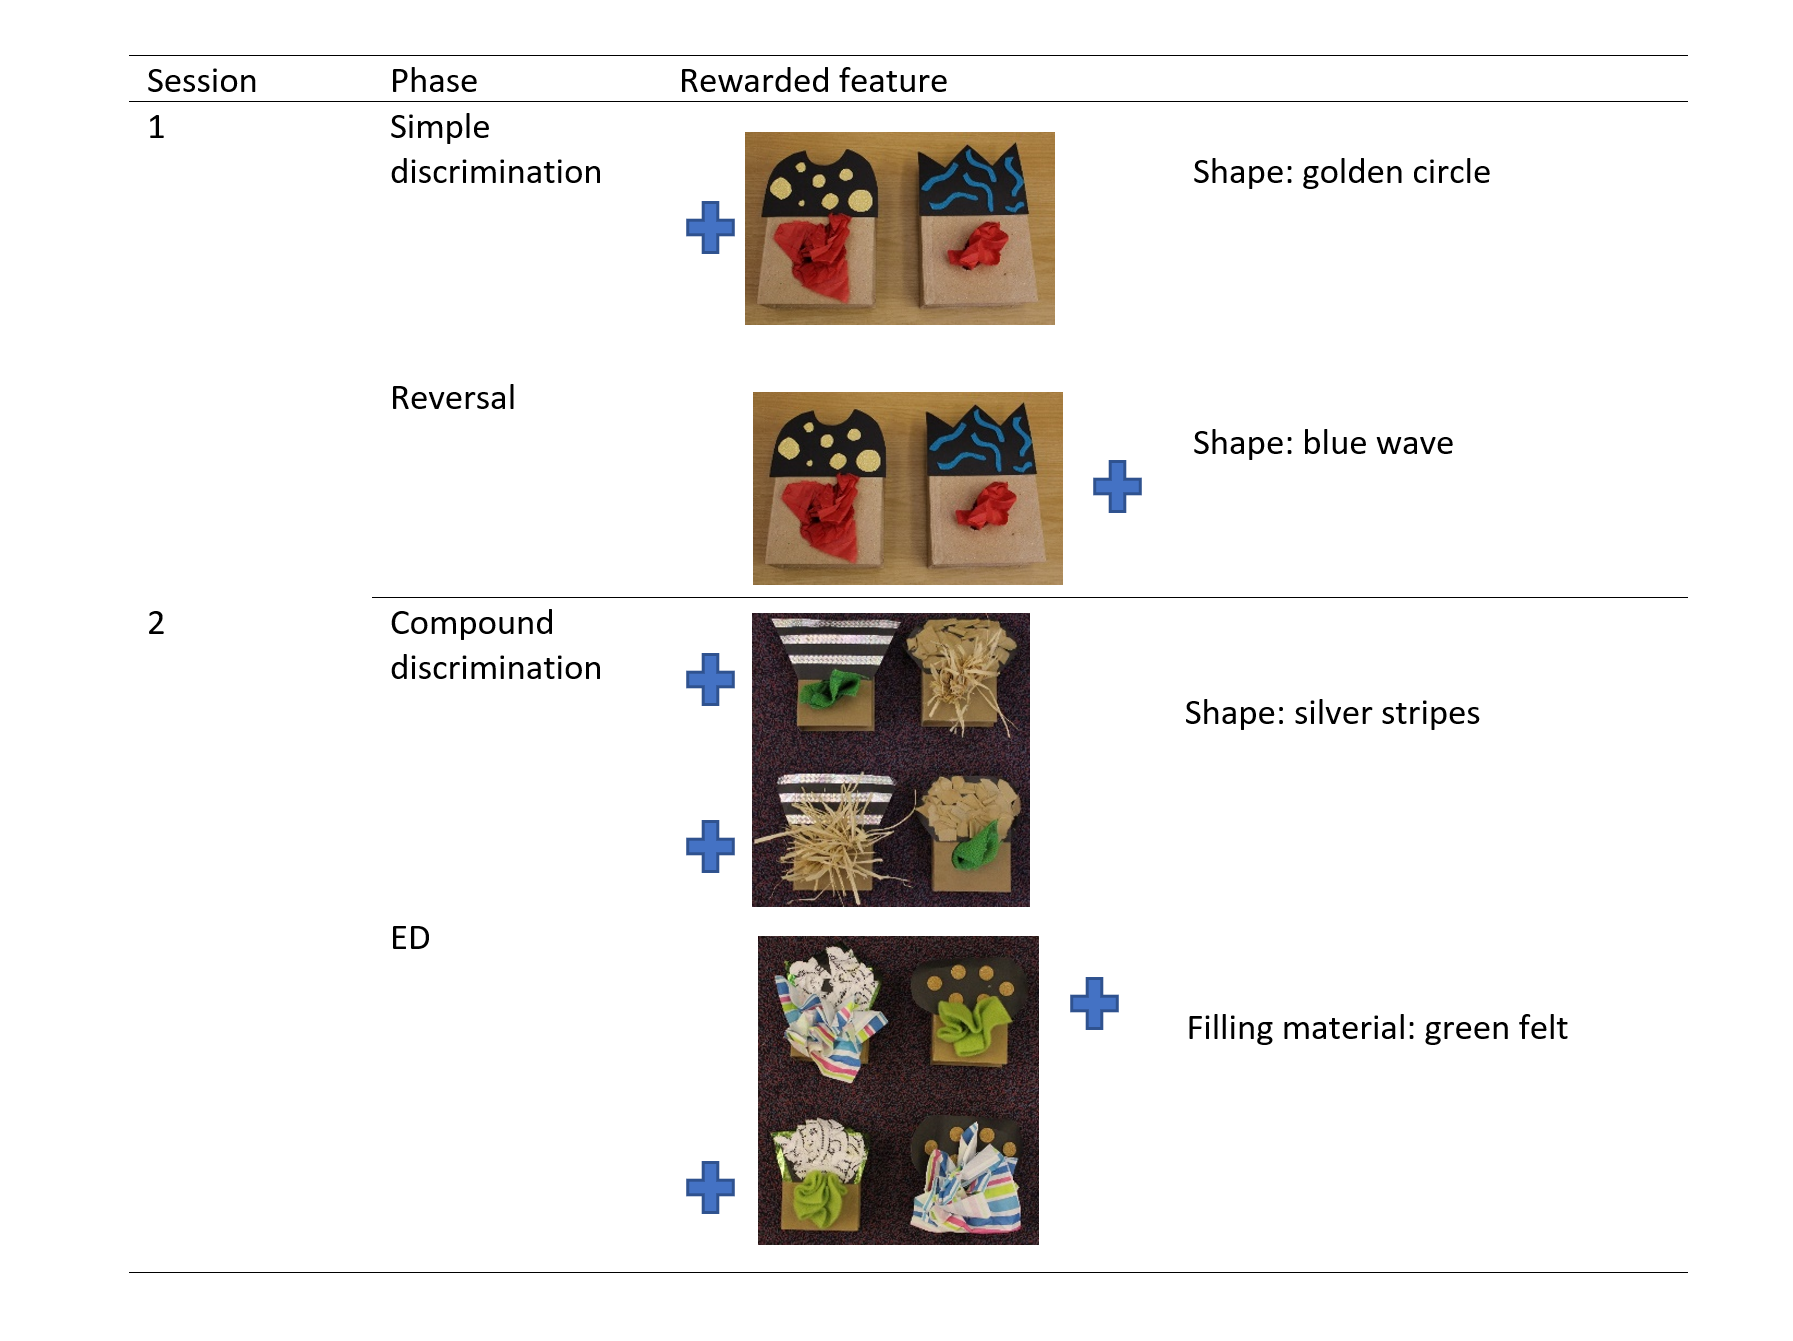 Session Phase Rewarded feature
1 Simple
discrimination Shape: golden circle
Reversal
Shape: blue wave
2 Compound
discrimination
Shape: silver stripes
ED
Filling material: green felt